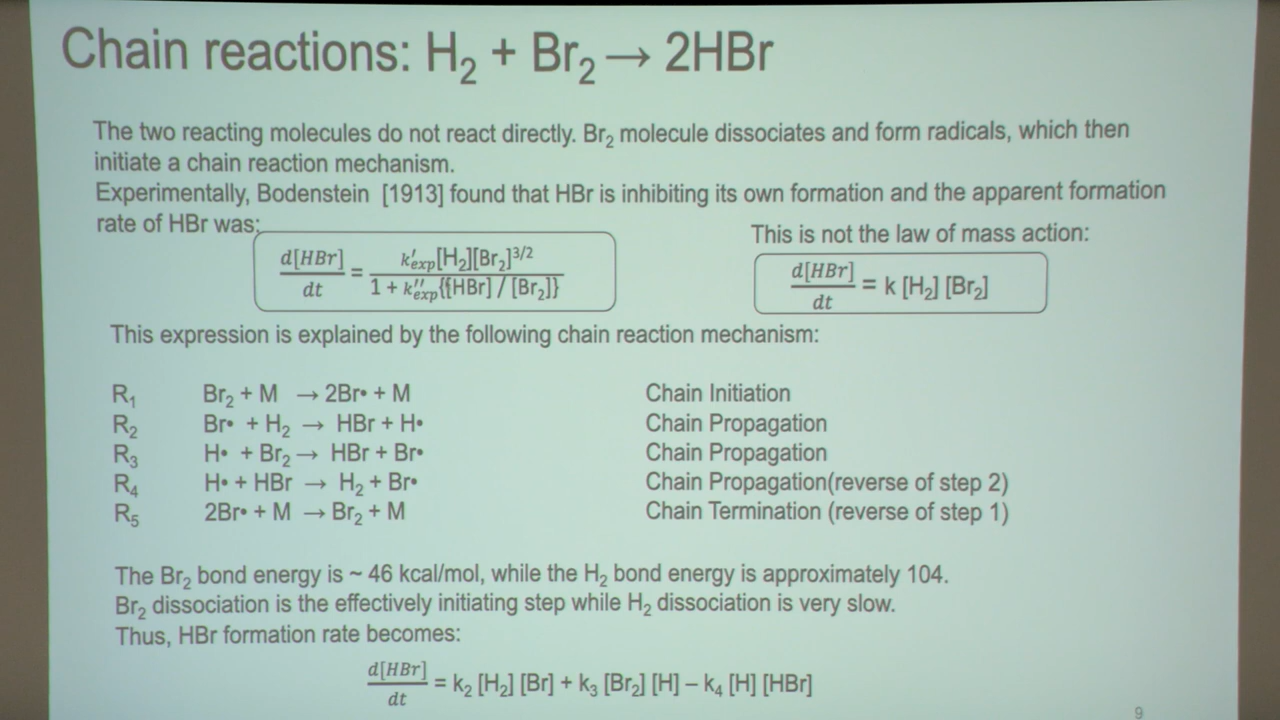 Chain reactions: H₂ + Br₂ → 2HBr
The two reacting molecules do not react directly. Br₂ molecule dissociates and form radicals, which then
initiate a chain reaction mechanism.
Experimentally, Bodenstein [1913] found that HBr is inhibiting its own formation and the apparent formation
rate of HBr was:
d[HBr]/dt = k′exp[H₂][Br₂]^3/2 / 1 + k″exp{[HBr] / [Br₂]}
This is not the law of mass action:
d[HBr]/dt = k [H₂] [Br₂]
This expression is explained by the following chain reaction mechanism:
R₁ Br₂ + M → 2Br• + M Chain Initiation
R₂ Br• + H₂ → HBr + H• Chain Propagation
R₃ H• + Br₂ → HBr + Br• Chain Propagation
R₄ H• + HBr → H₂ + Br• Chain Propagation(reverse of step 2)
R₅ 2Br• + M → Br₂ + M Chain Termination (reverse of step 1)
The Br₂ bond energy is ~ 46 kcal/mol, while the H₂ bond energy is approximately 104.
Br₂ dissociation is the effectively initiating step while H₂ dissociation is very slow.
Thus, HBr formation rate becomes:
d[HBr]/dt = k₂ [H₂] [Br] + k₃ [Br₂] [H] – k₄ [H] [HBr]
9